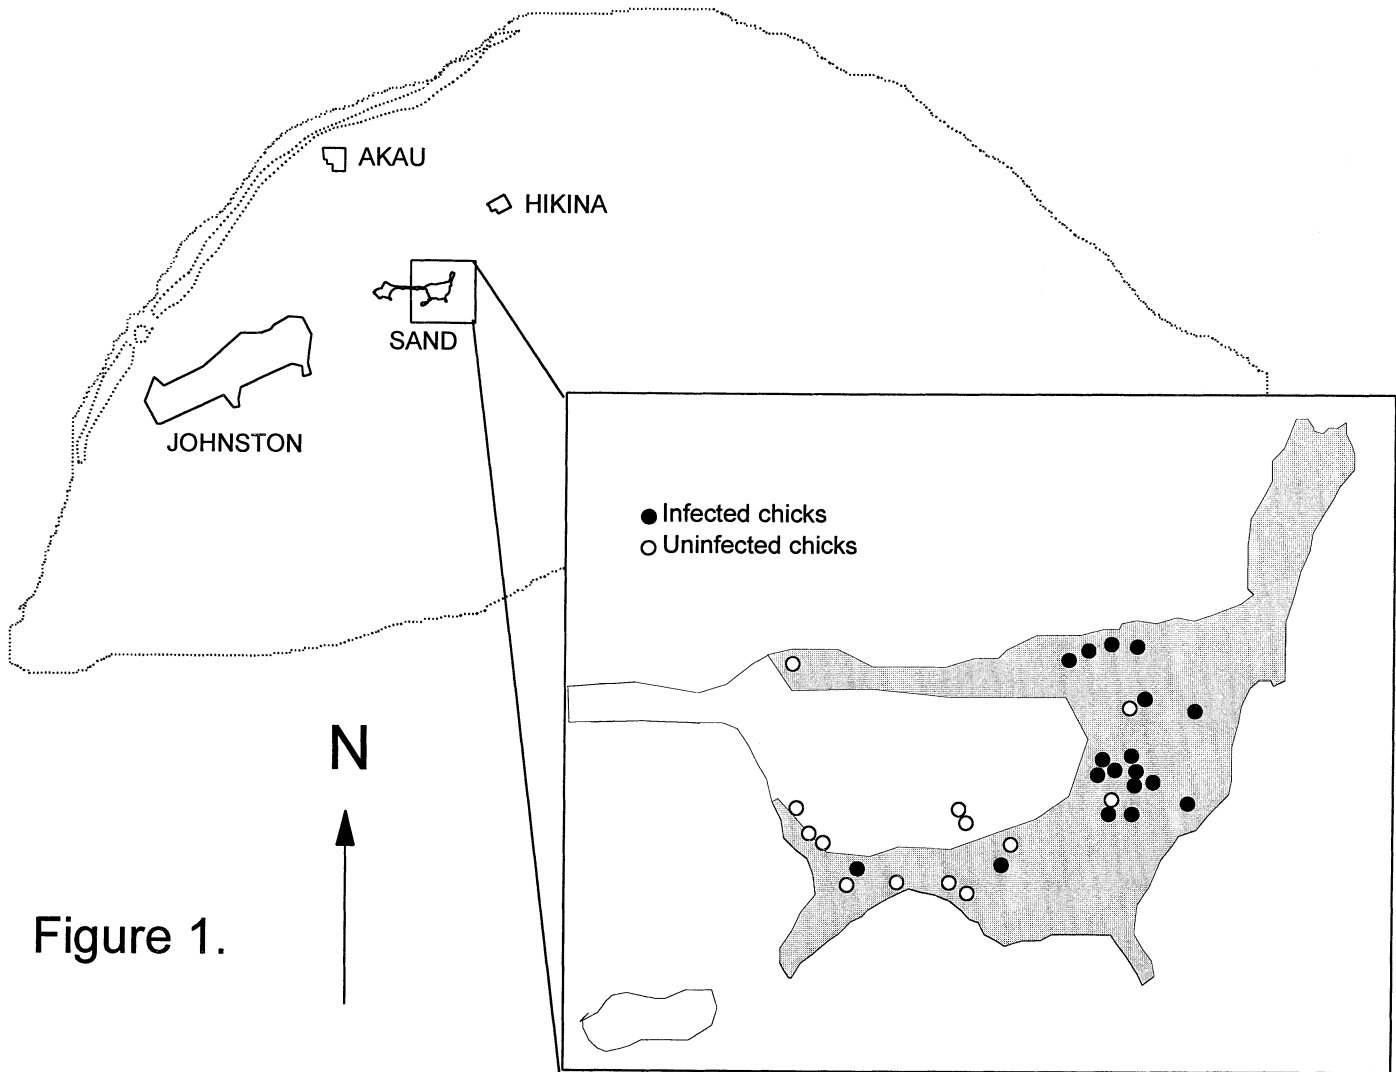 AKAU
HIKINA
SAND
JOHNSTON
Infected chicks
Uninfected chicks
N
Figure 1.